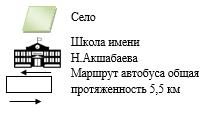 Село
Школа имени
Н.Акшабаева
Маршрут автобуса общая
протяженность 5,5 км